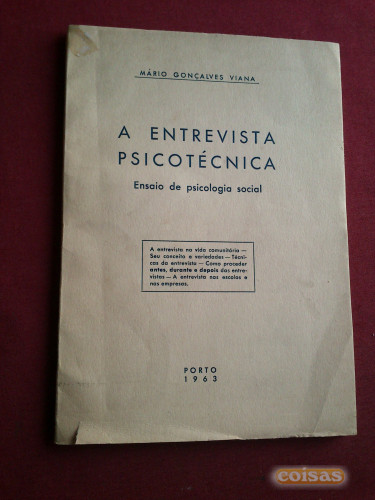 MÁRIO GONÇALVES VIANA
A ENTREVISTA
PSICOTÉCNICA
Ensaio de psicologia social
A entrevista na vida comunitária —
Seu conceito e variedades — Técni-
cas da entrevista — Como proceder
antes, durante e depois das entre-
vistas — A entrevista nas escolas e
nas empresas.
PORTO
1963
coisas